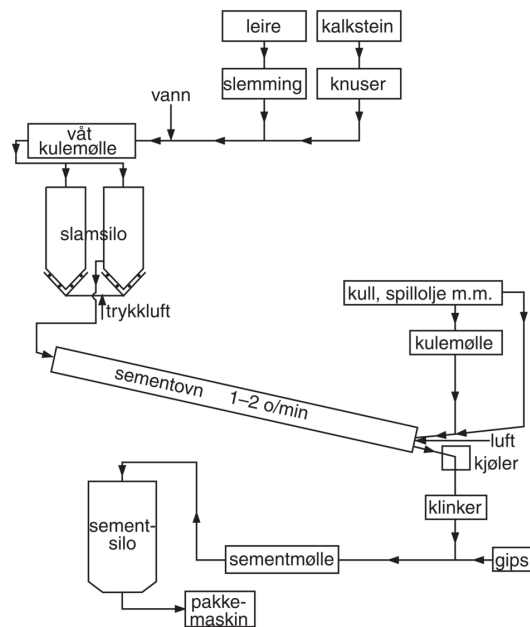 leire
kalkstein
slemming
knuser
vann
våt
kulemølle
slamsilo
trykkluft
kull, spillolje m.m.
kulemølle
sementovn 1–2 o/min
luft
kjøler
klinker
sement-
silo
sementmølle
gips
pakke-
maskin